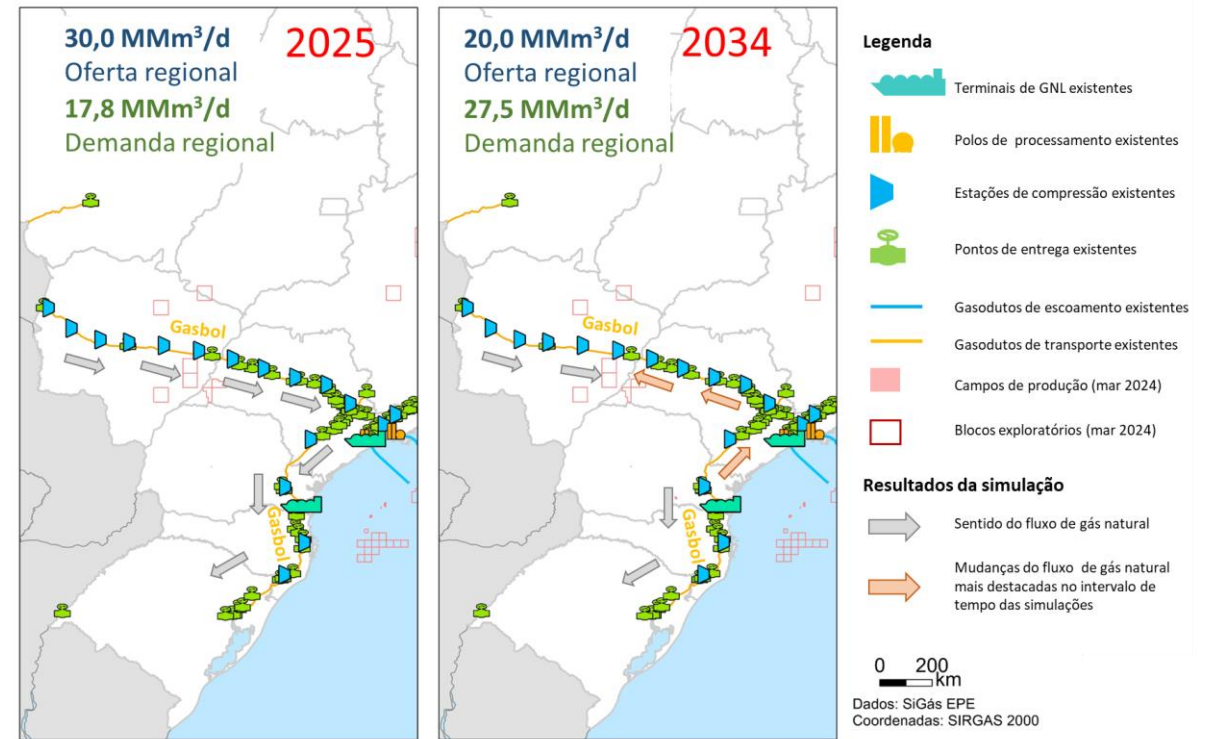 30,0 MMm³/d
Oferta regional
17,8 MMm³/d
Demanda regional
2025
Gasbol
Gasbol
20,0 MMm³/d
Oferta regional
27,5 MMm³/d
Demanda regional
2034
Gasbol
Gasbol
Legenda
Terminais de GNL existentes
Polos de processamento existentes
Estações de compressão existentes
Pontos de entrega existentes
Gasodutos de escoamento existentes
Gasodutos de transporte existentes
Campos de produção (mar 2024)
Blocos exploratórios (mar 2024)
Resultados da simulação
Sentido do fluxo de gás natural
Mudanças do fluxo de gás natural
mais destacadas no intervalo de
tempo das simulações
0 200
km
Dados: SiGás EPE
Coordenadas: SIRGAS 2000